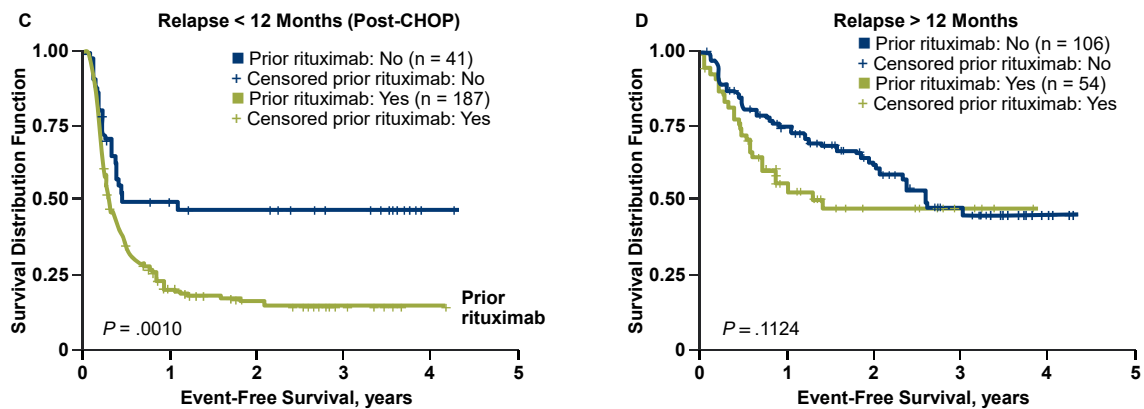 C
Relapse < 12 Months (Post-CHOP)
Prior rituximab: No (n = 41)
Censored prior rituximab: No
Prior rituximab: Yes (n = 187)
Censored prior rituximab: Yes
Survival Distribution Function
1.00
0.75
0.50
0.25
0
P = .0010
Prior
rituximab
0 1 2 3 4 5
Event-Free Survival, years
D
Relapse > 12 Months
Prior rituximab: No (n = 106)
Censored prior rituximab: No
Prior rituximab: Yes (n = 54)
Censored prior rituximab: Yes
Survival Distribution Function
1.00
0.75
0.50
0.25
0
P = .1124
0 1 2 3 4 5
Event-Free Survival, years